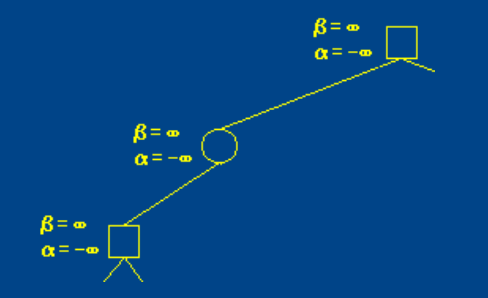 β = ∞
α = −∞
β = ∞
α = −∞
β = ∞
α = −∞